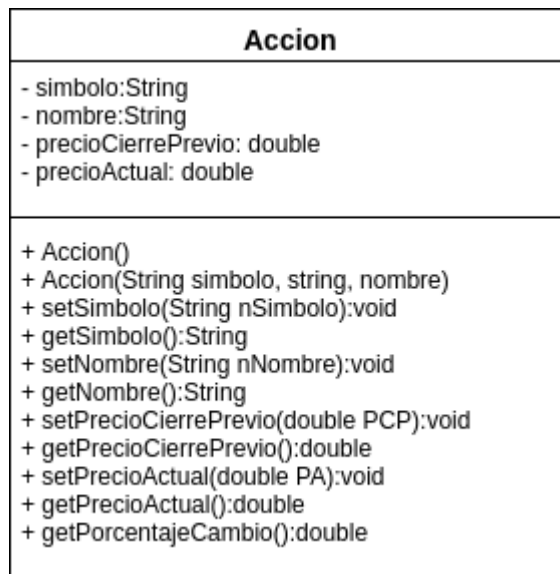 Accion
- simbolo:String
- nombre:String
- precioCierrePrevio: double
- precioActual: double
+ Accion()
+ Accion(String simbolo, string, nombre)
+ setSimbolo(String nSimbolo):void
+ getSimbolo():String
+ setNombre(String nNombre):void
+ getNombre():String
+ setPrecioCierrePrevio(double PCP):void
+ getPrecioCierrePrevio():double
+ setPrecioActual(double PA):void
+ getPrecioActual():double
+ getPorcentajeCambio():double